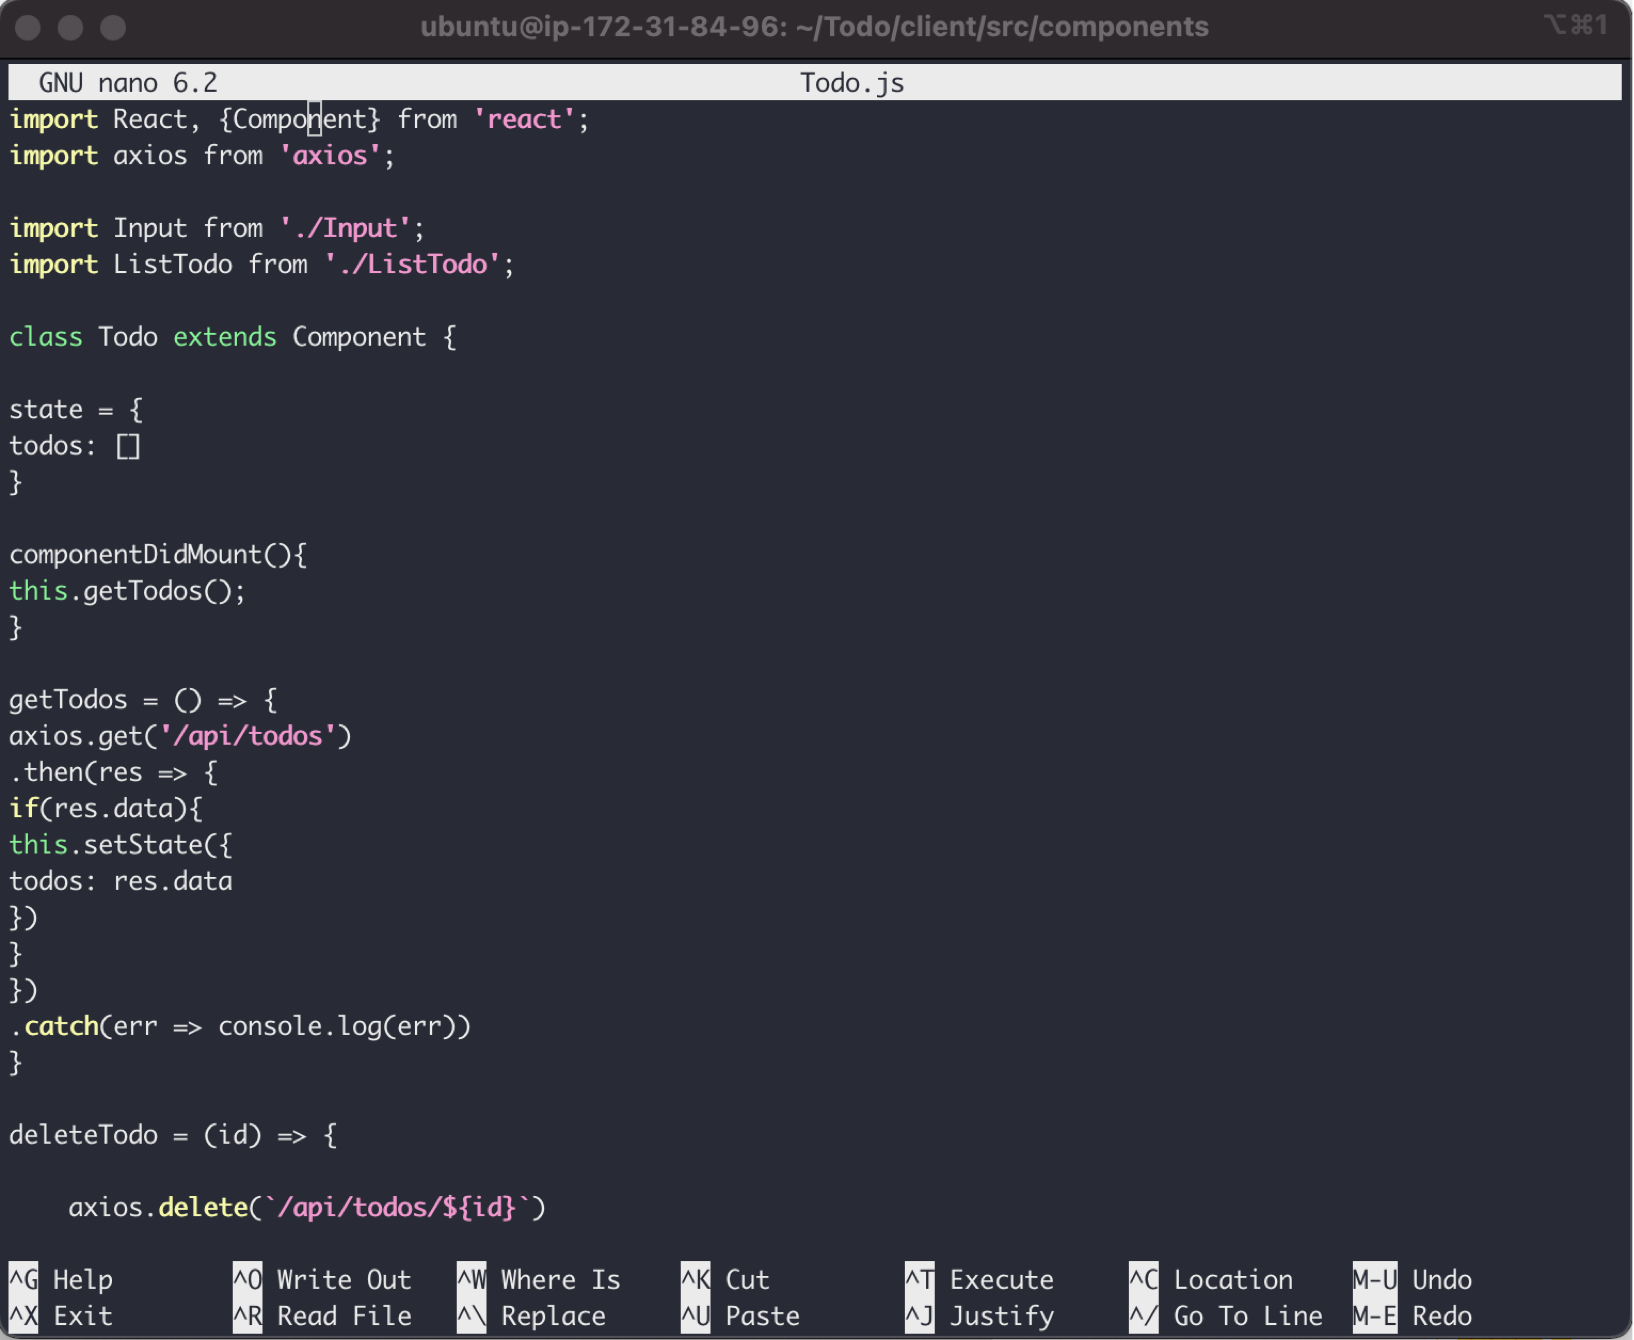 ubuntu@ip-172-31-84-96: ~/Todo/client/src/components ⌥⌘1
GNU nano 6.2 Todo.js
import React, {Component} from 'react';
import axios from 'axios';
import Input from './Input';
import ListTodo from './ListTodo';
class Todo extends Component {
state = {
todos: []
}
componentDidMount(){
this.getTodos();
}
getTodos = () => {
axios.get('/api/todos')
.then(res => {
if(res.data){
this.setState({
todos: res.data
})
}
})
.catch(err => console.log(err))
}
deleteTodo = (id) => {
axios.delete(`/api/todos/${id}`)
^G Help ^O Write Out ^W Where Is ^K Cut ^T Execute ^C Location M-U Undo
^X Exit ^R Read File ^\ Replace ^U Paste ^J Justify ^/ Go To Line M-E Redo